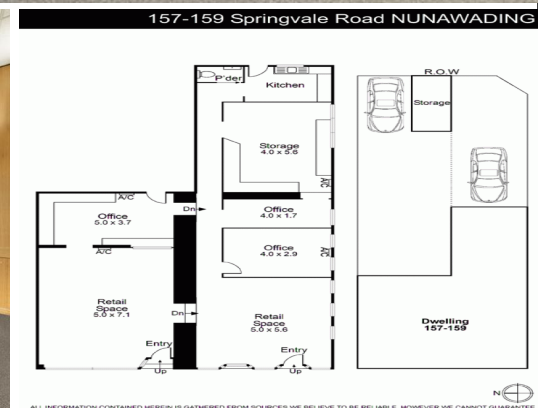 157-159 Springvale Road NUNAWADING
R.O.W
P'der
Kitchen
Storage
Storage
4.0 x 5.6
A/C
A/C
Office
5.0 x 3.7
Dn
Office
4.0 x 1.7
A/C
Office
4.0 x 2.9
A/C
Retail
Space
5.0 x 7.1
Dn
Retail
Space
5.0 x 5.6
Dwelling
157-159
Entry
Up
Entry
Up
N
ALL INFORMATION CONTAINED HEREIN IS GATHERED FROM SOURCES WE BELIEVE TO BE RELIABLE. HOWEVER WE CANNOT GUARANTEE